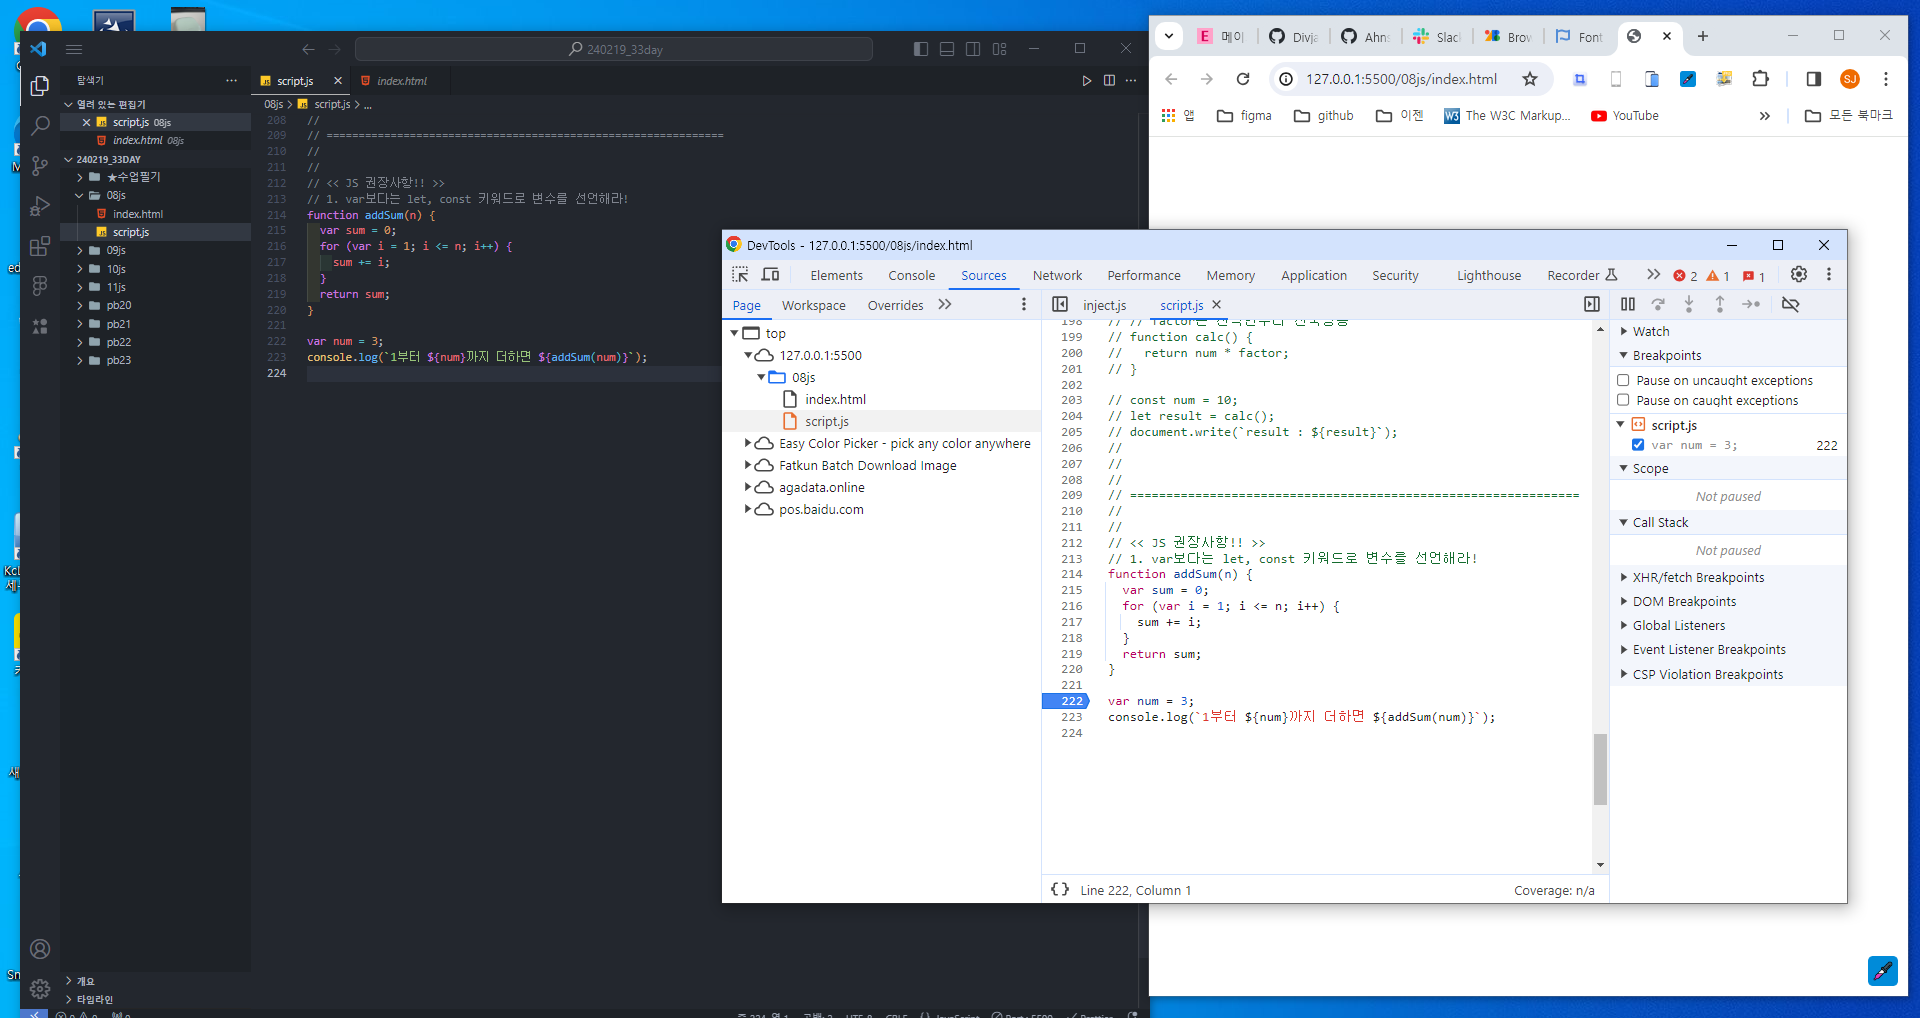 240219_33day
탐색기
열려 있는 편집기
script.js 08js
index.html 08js
240219_33DAY
★수업필기
08js
index.html
script.js
09js
10js
11js
pb20
pb21
pb22
pb23
개요
타임라인
script.js
index.html
08js > script.js > ...
208 //
209 // ==============================================================
210 //
211 //
212 // << JS 권장사항!! >>
213 // 1. var보다는 let, const 키워드로 변수를 선언해라!
214 function addSum(n) {
215 var sum = 0;
216 for (var i = 1; i <= n; i++) {
217 sum += i;
218 }
219 return sum;
220 }
221
222 var num = 3;
223 console.log(`1부터 ${num}까지 더하면 ${addSum(num)}`);
224
E 메이
Divja
Ahn
Slac
Brow
Font
127.0.0.1:5500/08js/index.html
SJ
앱
figma
github
이젠
W3 The W3C Markup...
YouTube
모든 북마크
DevTools - 127.0.0.1:5500/08js/index.html
Elements Console Sources Network Performance Memory Application Security Lighthouse Recorder 2 1 1
Page Workspace Overrides
inject.js script.js
top
127.0.0.1:5500
08js
index.html
script.js
Easy Color Picker - pick any color anywhere
Fatkun Batch Download Image
agadata.online
pos.baidu.com
199 // function calc() {
200 // return num * factor;
201 // }
202
203 // const num = 10;
204 // let result = calc();
205 // document.write(`result : ${result}`);
206 //
207 //
208 //
209 // ==============================================================
210 //
211 //
212 // << JS 권장사항!! >>
213 // 1. var보다는 let, const 키워드로 변수를 선언해라!
214 function addSum(n) {
215 var sum = 0;
216 for (var i = 1; i <= n; i++) {
217 sum += i;
218 }
219 return sum;
220 }
221
222 var num = 3;
223 console.log(`1부터 ${num}까지 더하면 ${addSum(num)}`);
224
{} Line 222, Column 1
Coverage: n/a
Watch
Breakpoints
Pause on uncaught exceptions
Pause on caught exceptions
script.js
var num = 3; 222
Scope
Not paused
Call Stack
Not paused
XHR/fetch Breakpoints
DOM Breakpoints
Global Listeners
Event Listener Breakpoints
CSP Violation Breakpoints